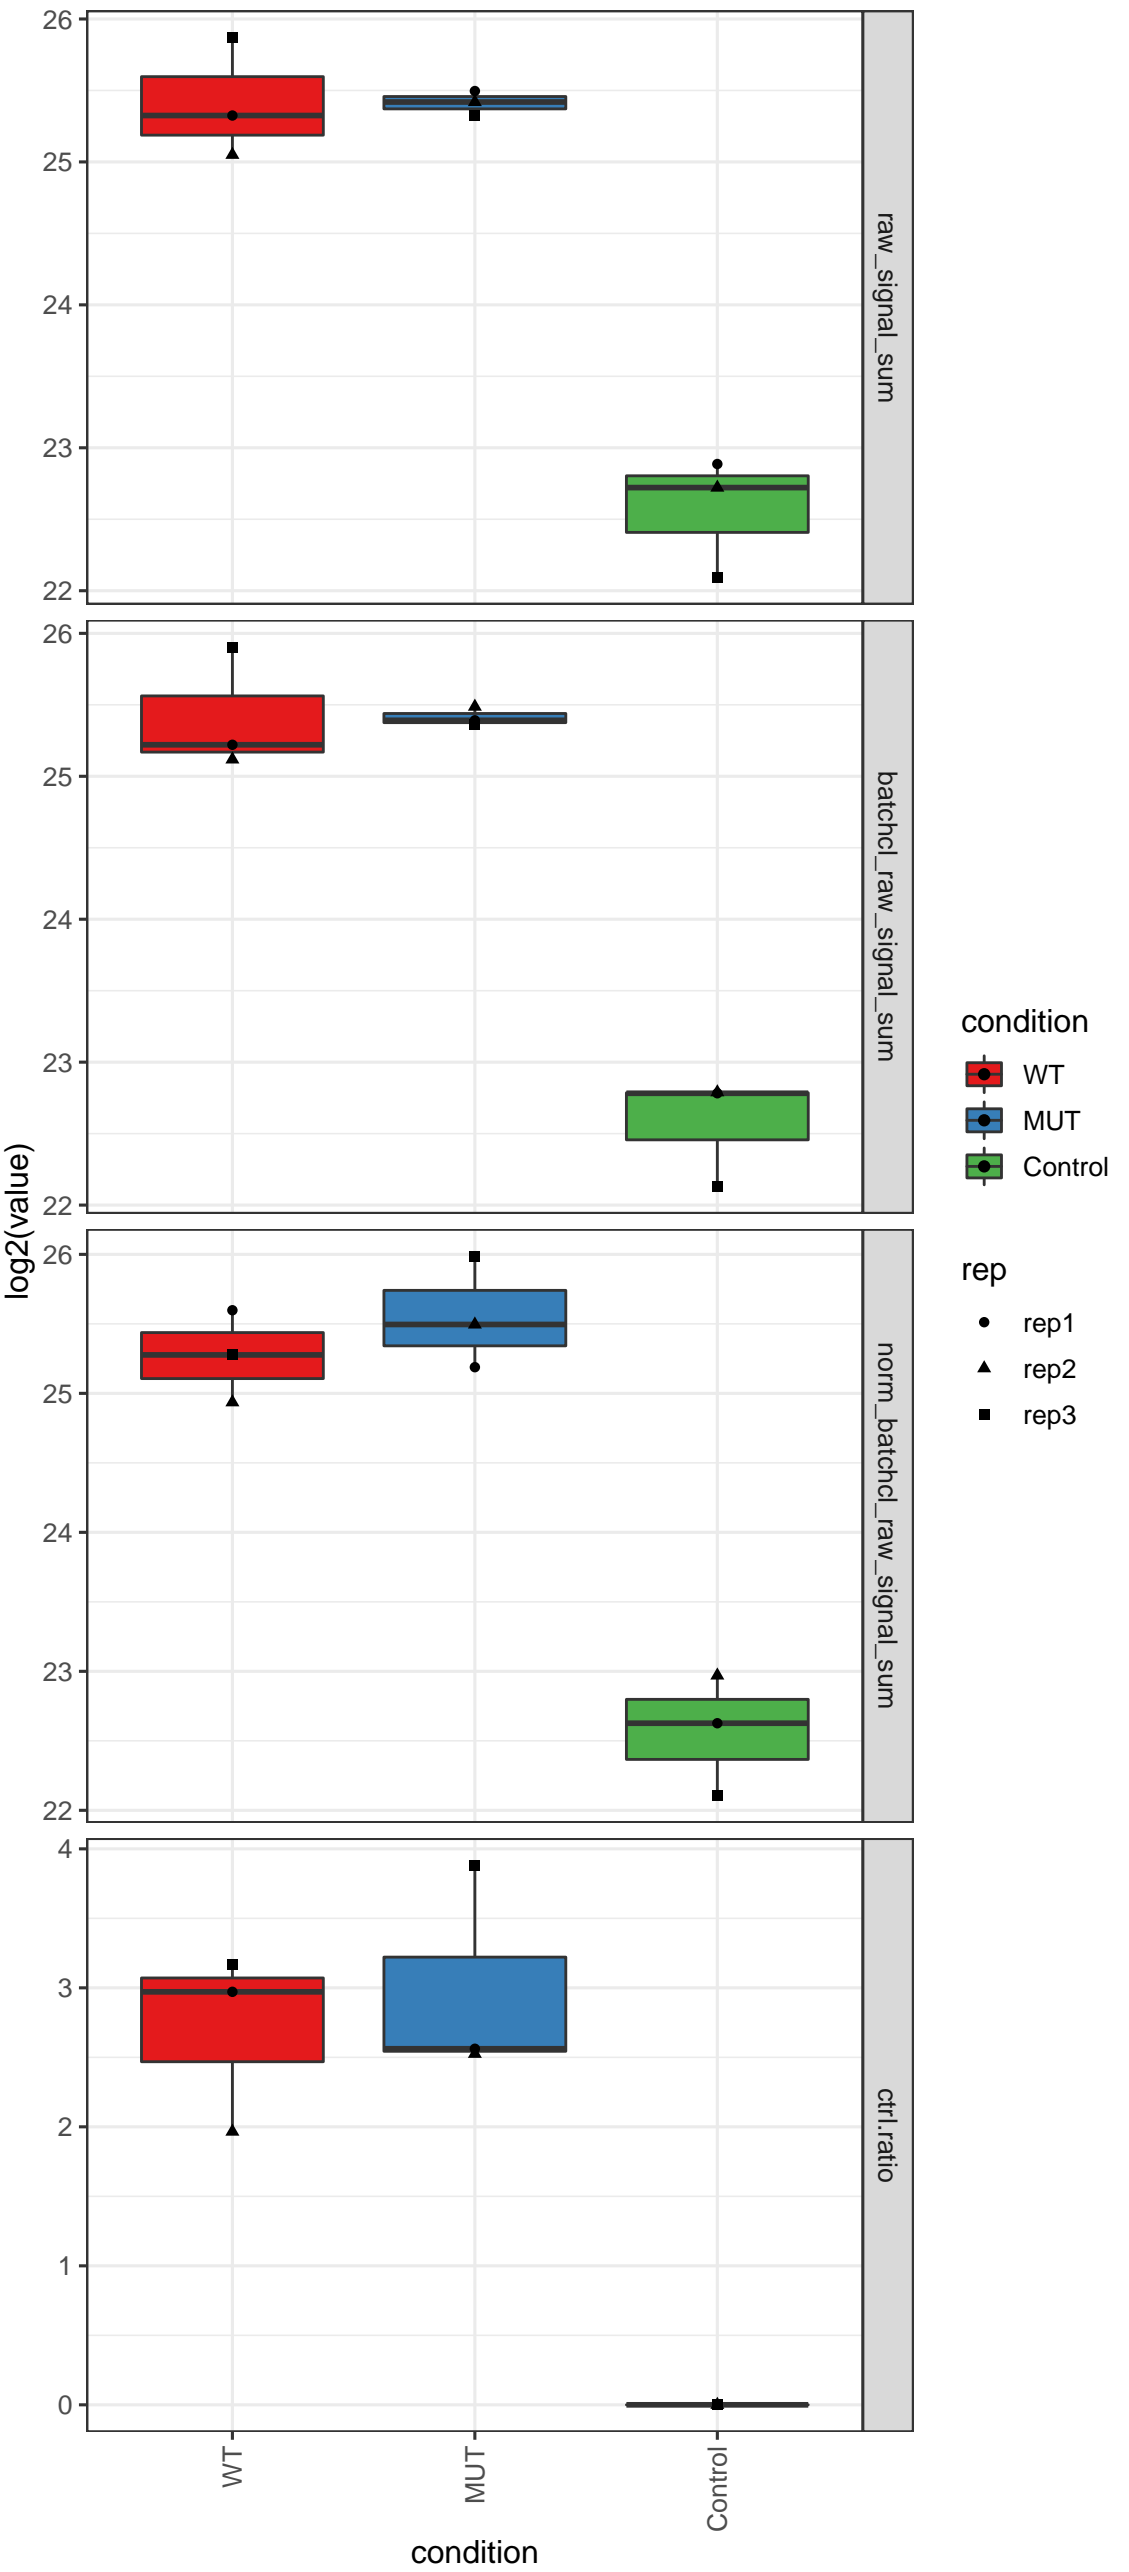 log2(value)
26
25
24
23
22
raw_signal_sum
26
25
24
23
22
batchcl_raw_signal_sum
26
25
24
23
22
norm_batchcl_raw_signal_sum
4
3
2
1
0
ctrl.ratio
WT
MUT
Control
condition
condition
WT
MUT
Control
rep
rep1
rep2
rep3